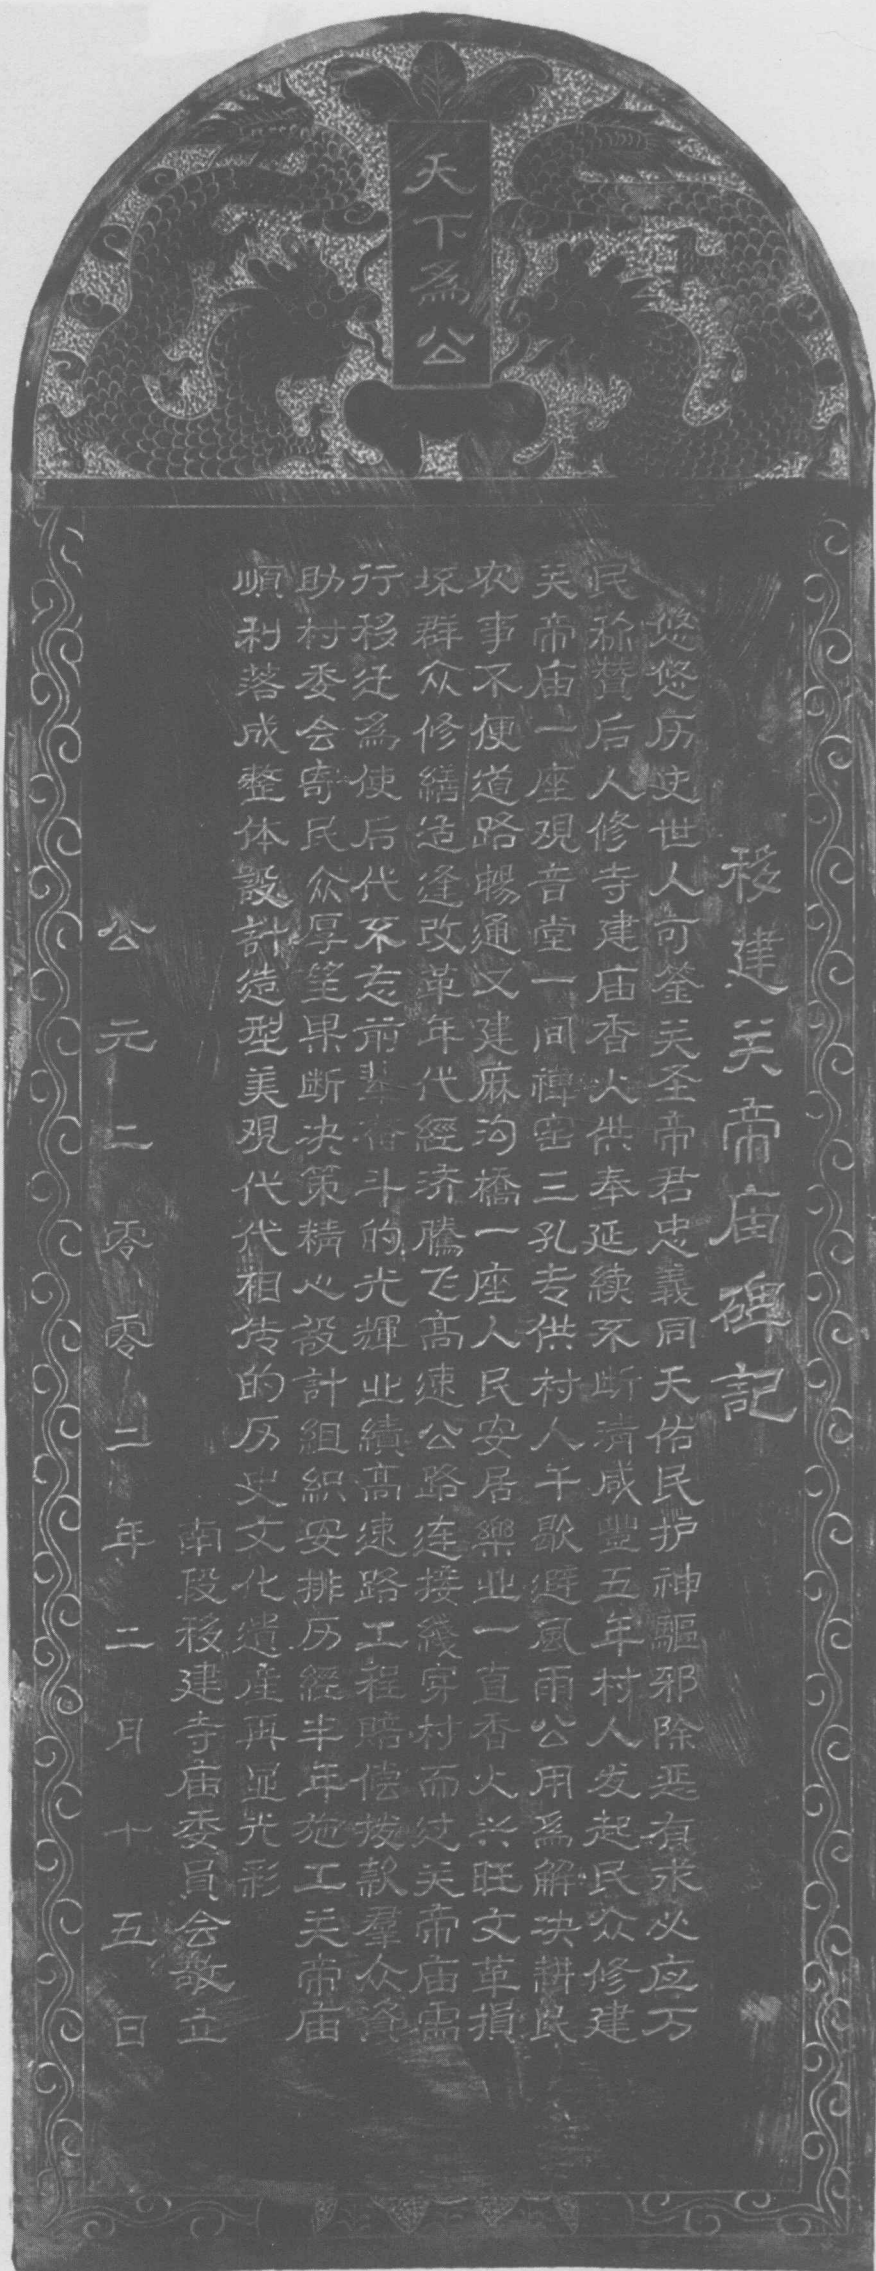 天下為公
移建关帝庙碑記
悠悠历史世人可鉴关圣帝君忠義同天佑民护神驅邪除恶有求必应万
民称赞后人修寺建庙香火供奉延續不断清咸豐五年村人发起民众修建
关帝庙一座观音堂一间禪窑三孔专供村人午歇避風雨公用為解决耕民
农事不便道路暢通又建麻沟橋一座人民安居樂业一直香火兴旺文革損
坏群众修繕适逢改革年代經济騰飞高速公路连接綫穿村而过关帝庙需
行移迁為使后代不忘前輩奋斗的光輝业績高速路工程賠偿拨款羣众資
助村委会寄民众厚望果断决策精心設計組织安排历經半年施工关帝庙
順利落成整体設計造型美观代代相传的历史文化遗産再显光彩
南段移建寺庙委員会敬立
公元二零零二年二月十五日